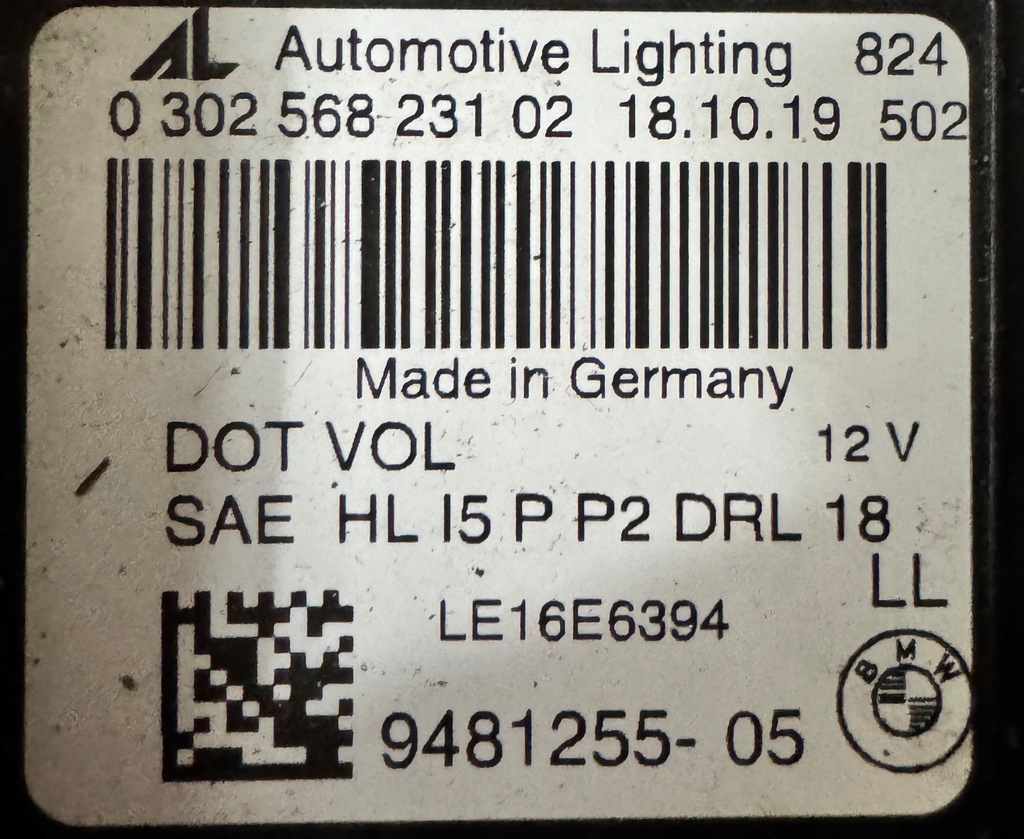 AL Automotive Lighting 824
0 302 568 231 02 18.10.19 502
Made in Germany
DOT VOL 12 V
SAE HL I5 P P2 DRL 18
LL
LE16E6394
BMW
9481255- 05